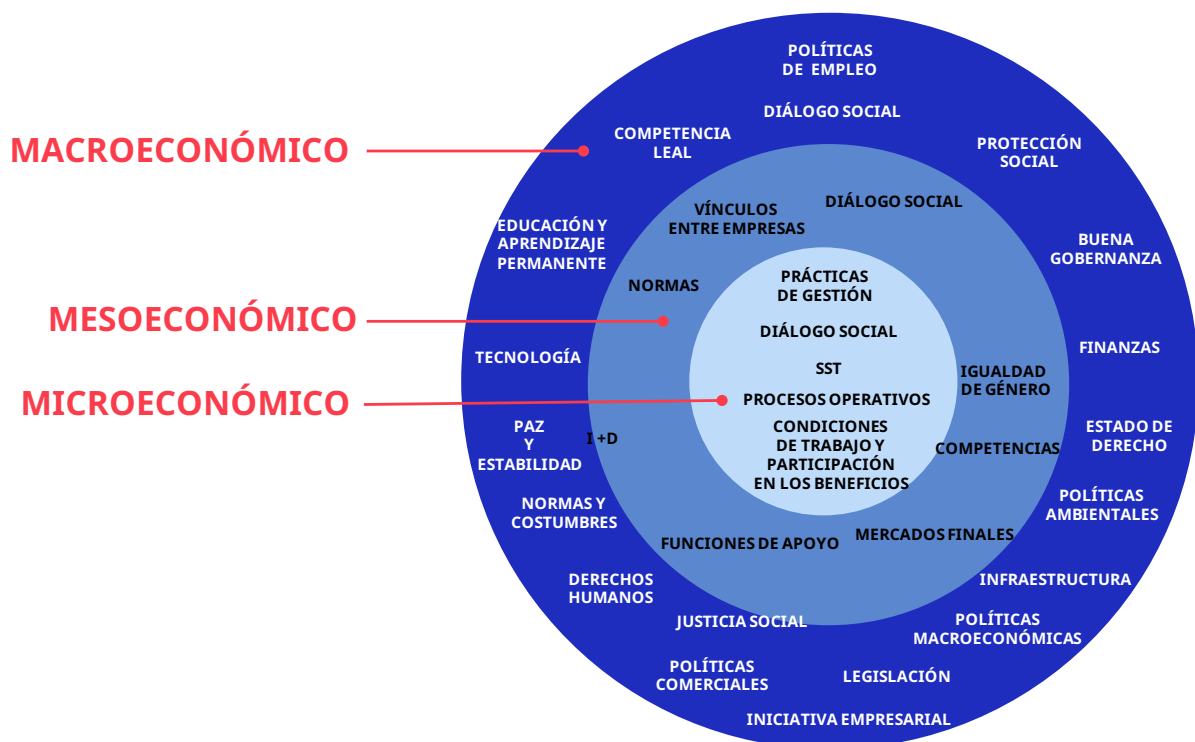 MACROECONÓMICO
MESOECONÓMICO
MICROECONÓMICO
POLÍTICAS
DE EMPLEO
DIÁLOGO SOCIAL
COMPETENCIA
LEAL
PROTECCIÓN
SOCIAL
EDUCACIÓN Y
APRENDIZAJE
PERMANENTE
BUENA
GOBERNANZA
TECNOLOGÍA
FINANZAS
PAZ
Y
ESTABILIDAD
ESTADO DE
DERECHO
NORMAS Y
COSTUMBRES
POLÍTICAS
AMBIENTALES
DERECHOS
HUMANOS
INFRAESTRUCTURA
JUSTICIA SOCIAL
POLÍTICAS
MACROECONÓMICAS
POLÍTICAS
COMERCIALES
LEGISLACIÓN
INICIATIVA EMPRESARIAL
VÍNCULOS
ENTRE EMPRESAS
DIÁLOGO SOCIAL
NORMAS
IGUALDAD
DE GÉNERO
I +D
COMPETENCIAS
FUNCIONES DE APOYO
MERCADOS FINALES
PRÁCTICAS
DE GESTIÓN
DIÁLOGO SOCIAL
SST
PROCESOS OPERATIVOS
CONDICIONES
DE TRABAJO Y
PARTICIPACIÓN
EN LOS BENEFICIOS